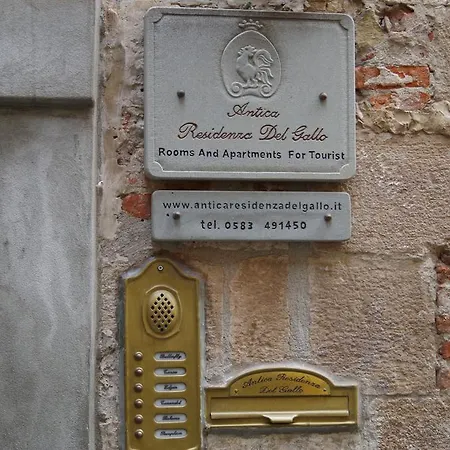 Antica
Residenza Del Gallo
Rooms And Apartments For Tourist
www.anticaresidenzadelgallo.it
tel. 0583 491450
Butterfly
Antica Residenza
Del Gallo